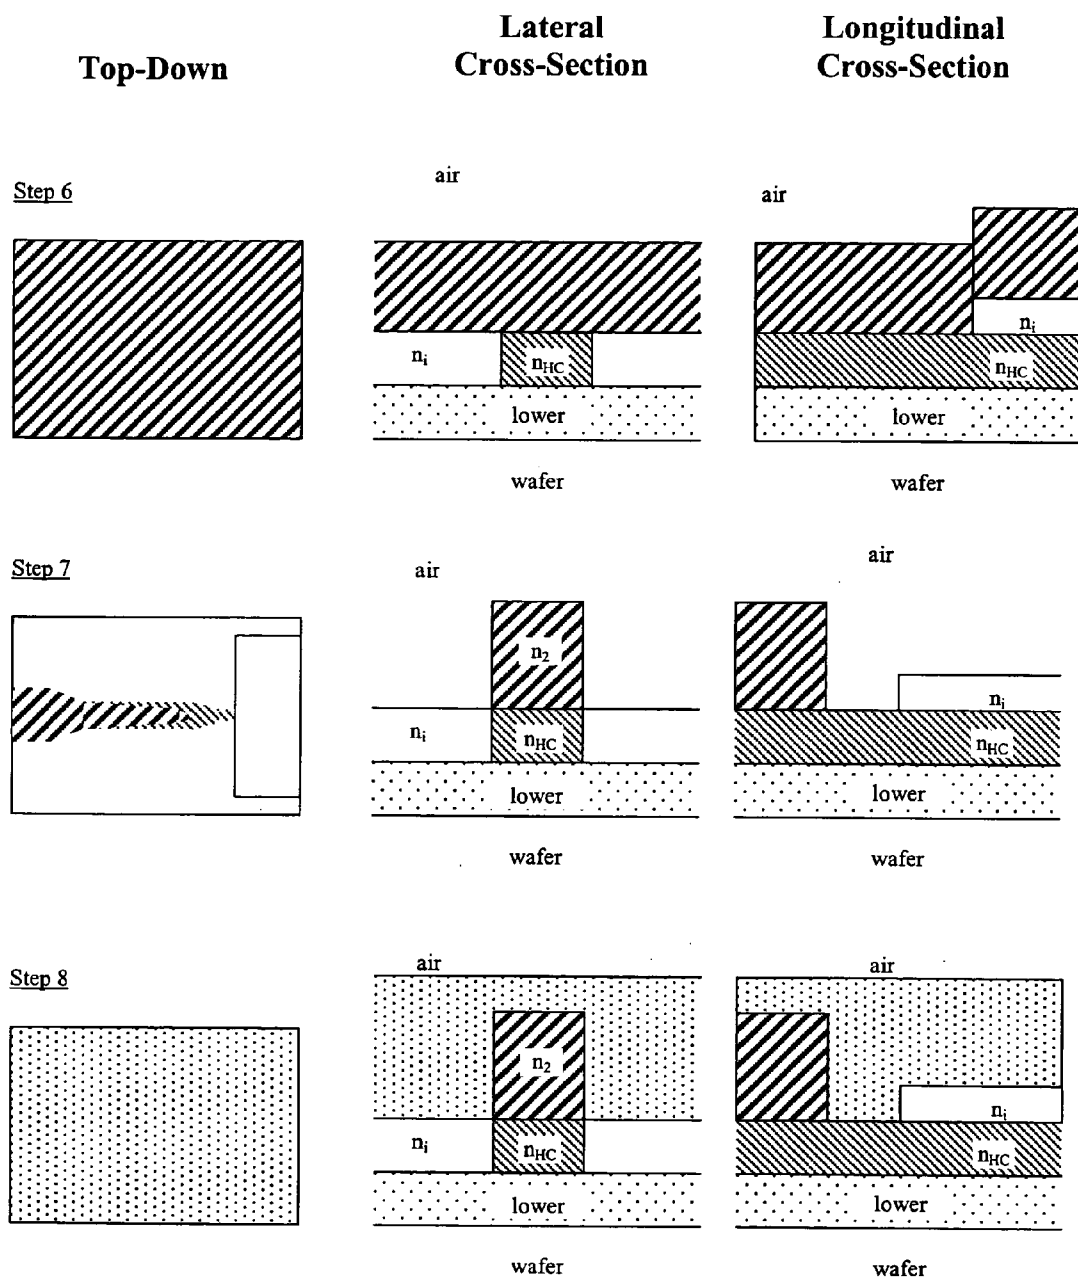 Top-Down
Lateral
Cross-Section
Longitudinal
Cross-Section
Step 6
air
n_i
n_HC
lower
wafer
air
n_i
n_HC
lower
wafer
Step 7
air
n_2
n_i
n_HC
lower
wafer
air
n_i
n_HC
lower
wafer
Step 8
air
n_2
n_i
n_HC
lower
wafer
air
n_i
n_HC
lower
wafer